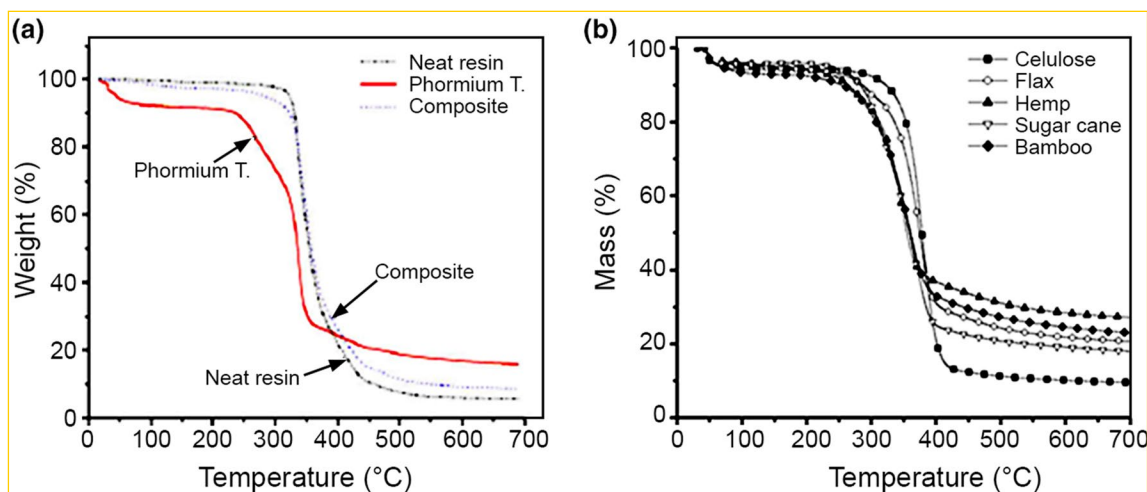 (a)
Weight (%)
100
80
60
40
20
0
0
100
200
300
400
500
600
700
Temperature (°C)
Neat resin
Phormium T.
Composite
Phormium T.
Composite
Neat resin
(b)
Mass (%)
100
80
60
40
20
0
0
100
200
300
400
500
600
700
Temperature (°C)
Celulose
Flax
Hemp
Sugar cane
Bamboo